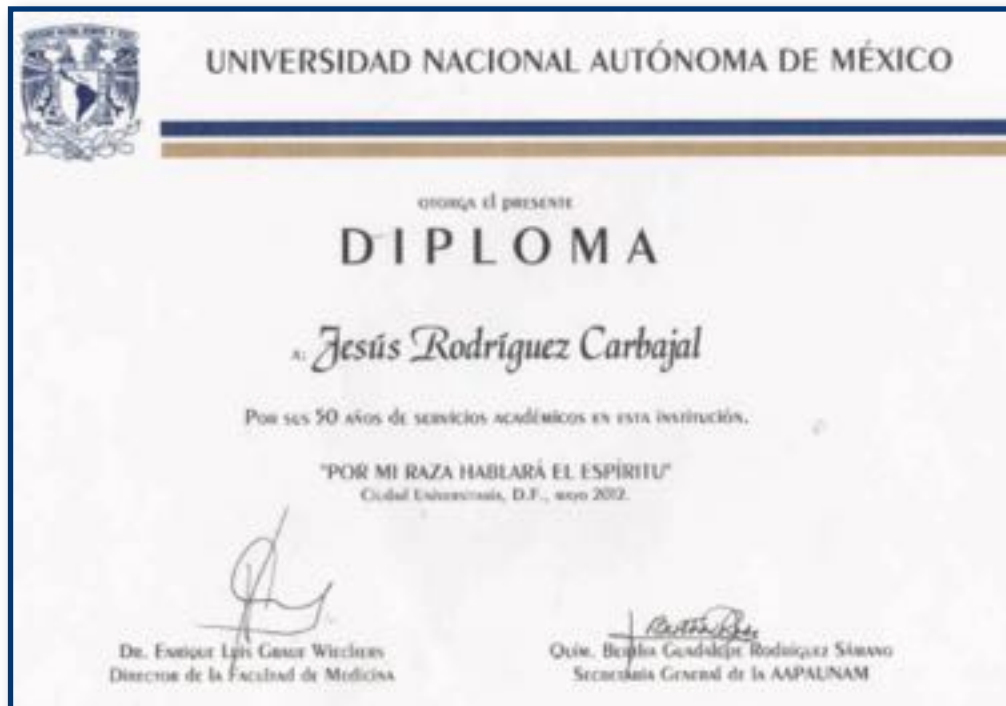 UNIVERSIDAD NACIONAL AUTÓNOMA DE MÉXICO
OTORGA El PRESENTE
DIPLOMA
A: Jesús Rodríguez Carbajal
POR SUS 50 AÑOS dE SERVICIOS ACADÉMICOS EN ESTA INSTITUCIÓN.
"POR MI RAZA HABLARÁ EL ESPÍRITU"
Ciudad Universitaria, D.F., mayo 2012.
DR. ENRIQUE LUIS GRAUE WIECHERS
DIRECTOR dE lA FACULTAD dE MEDICINA
QUÍM. BERTHA GUADALUPE RODRÍGUEZ SÁMANO
SECRETARIA GENERAL dE lA AAPAUNAM